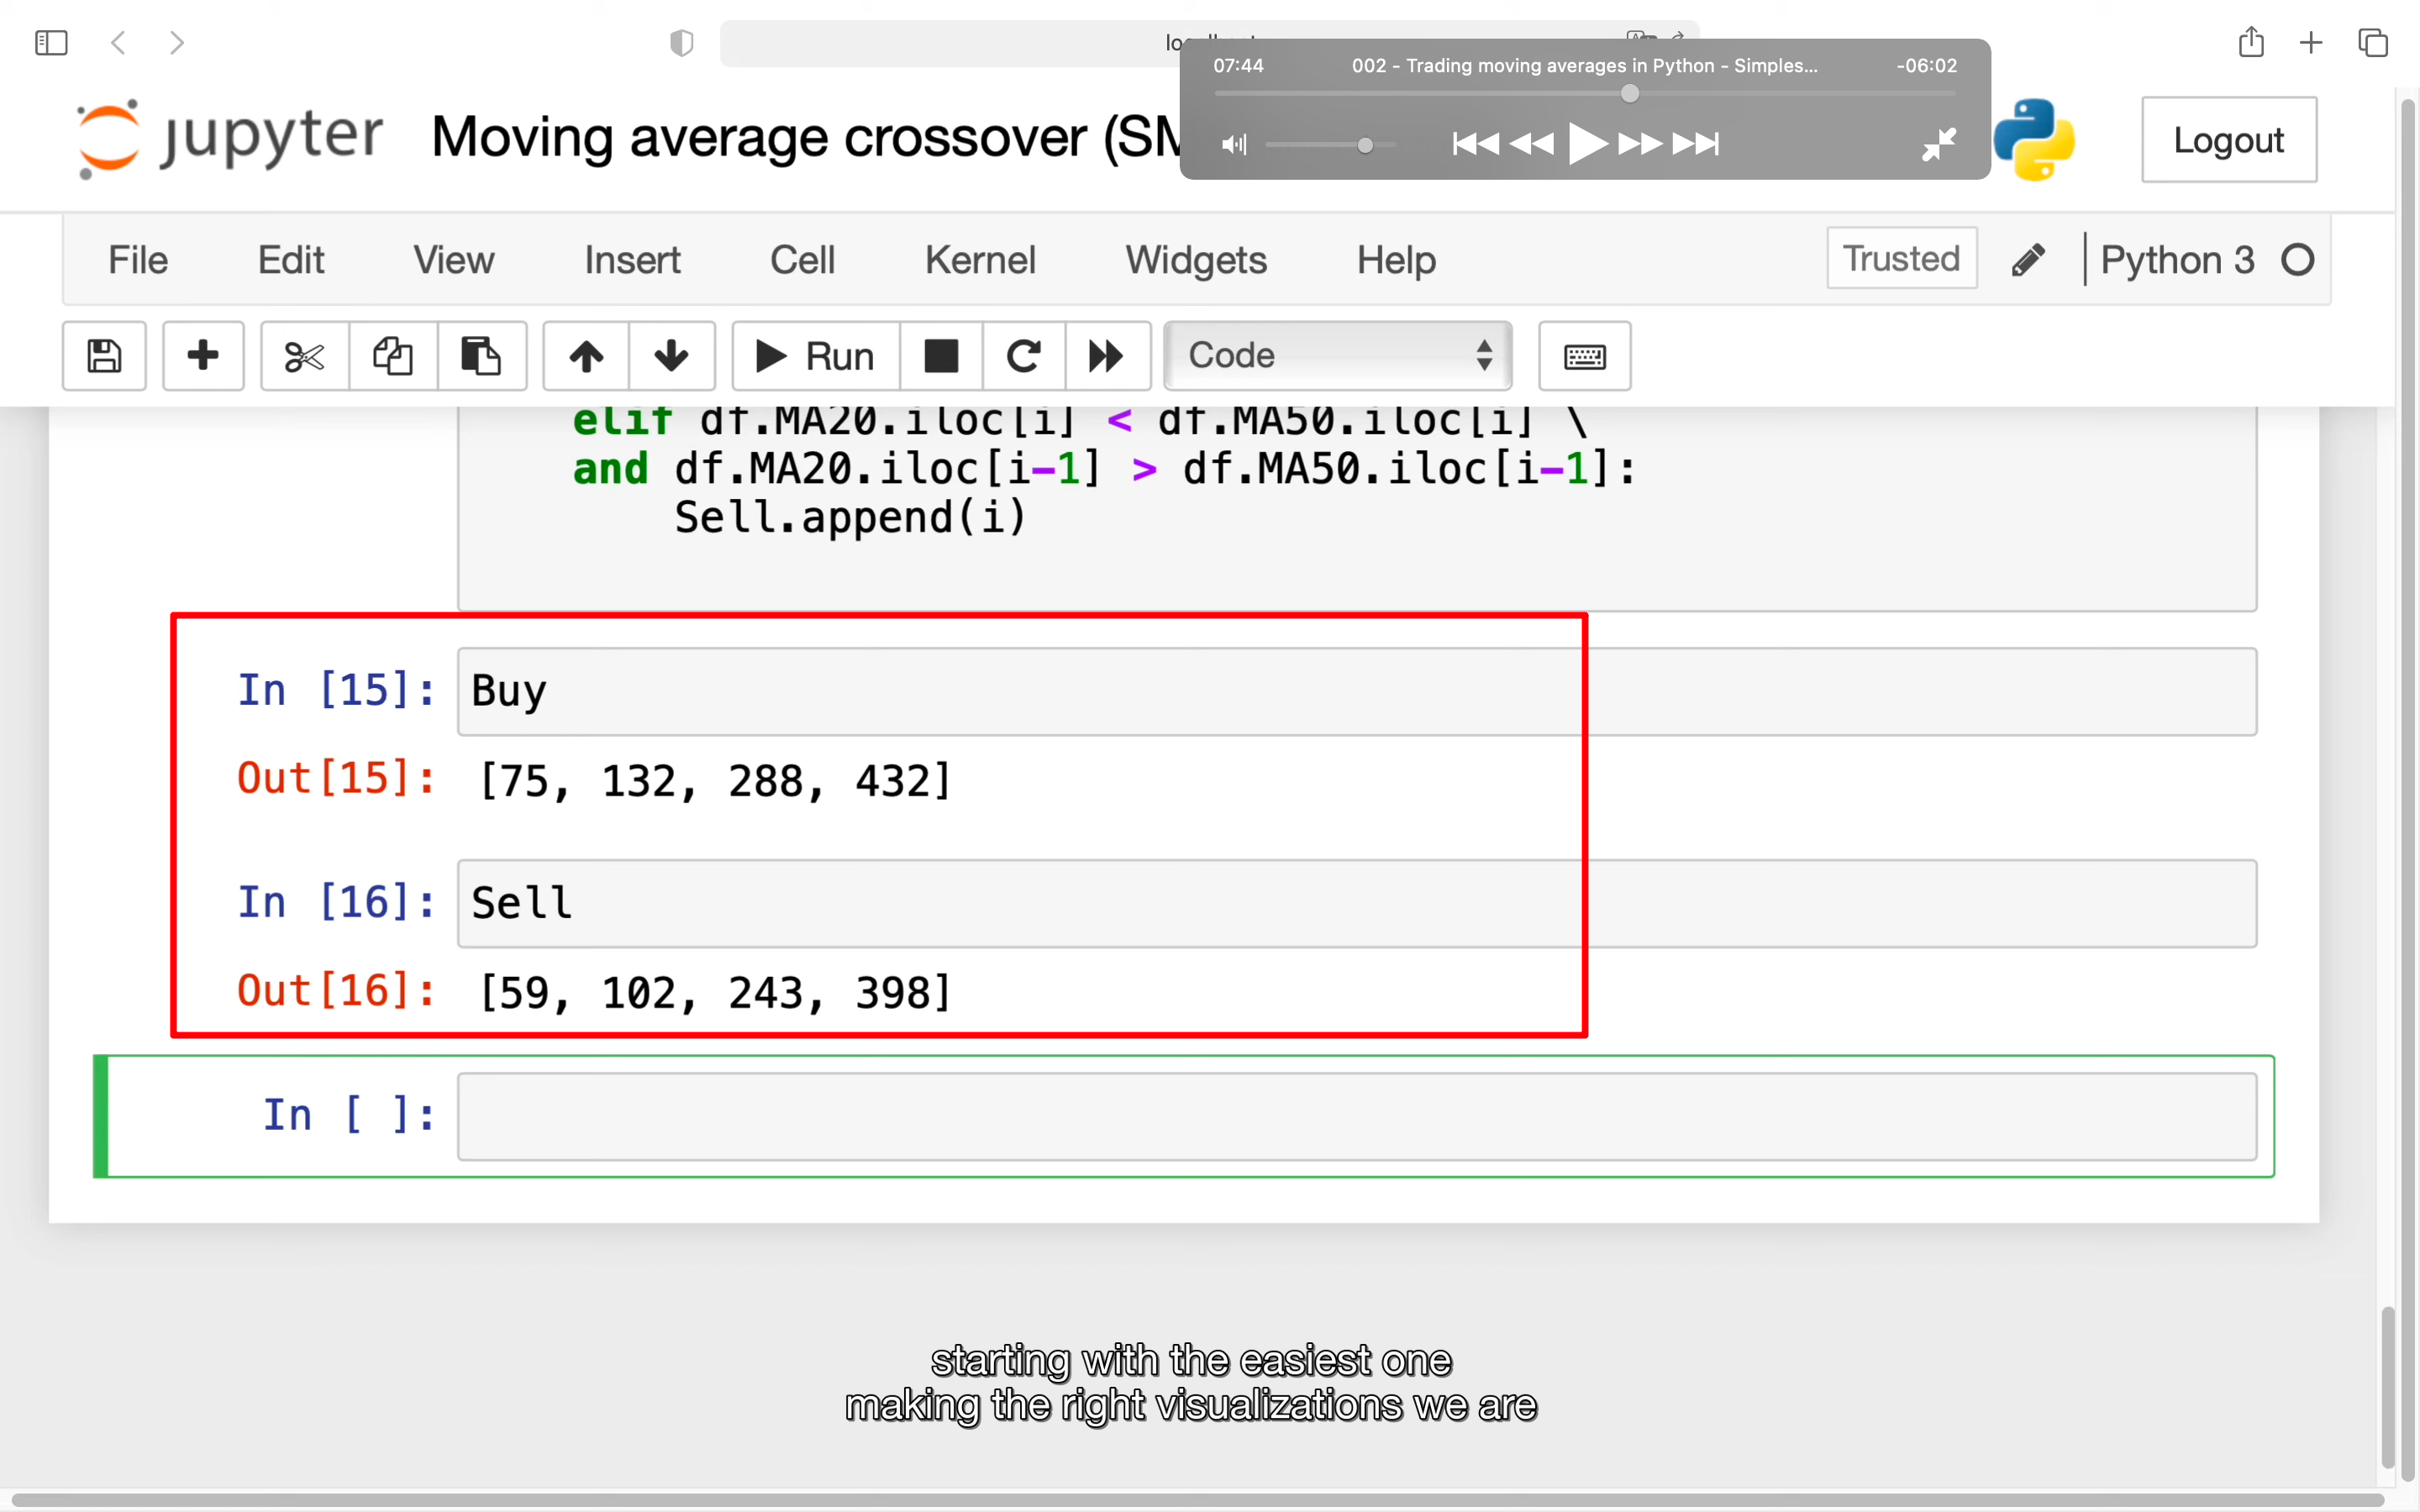 07:44 002 - Trading moving averages in Python - Simples... -06:02
jupyter Moving average crossover (SM Logout
File Edit View Insert Cell Kernel Widgets Help Trusted Python 3
Run Code
elif df.MA20.iloc[i] < df.MA50.iloc[i] \
and df.MA20.iloc[i-1] > df.MA50.iloc[i-1]:
Sell.append(i)
In [15]: Buy
Out[15]: [75, 132, 288, 432]
In [16]: Sell
Out[16]: [59, 102, 243, 398]
In [ ]:
starting with the easiest one
making the right visualizations we are